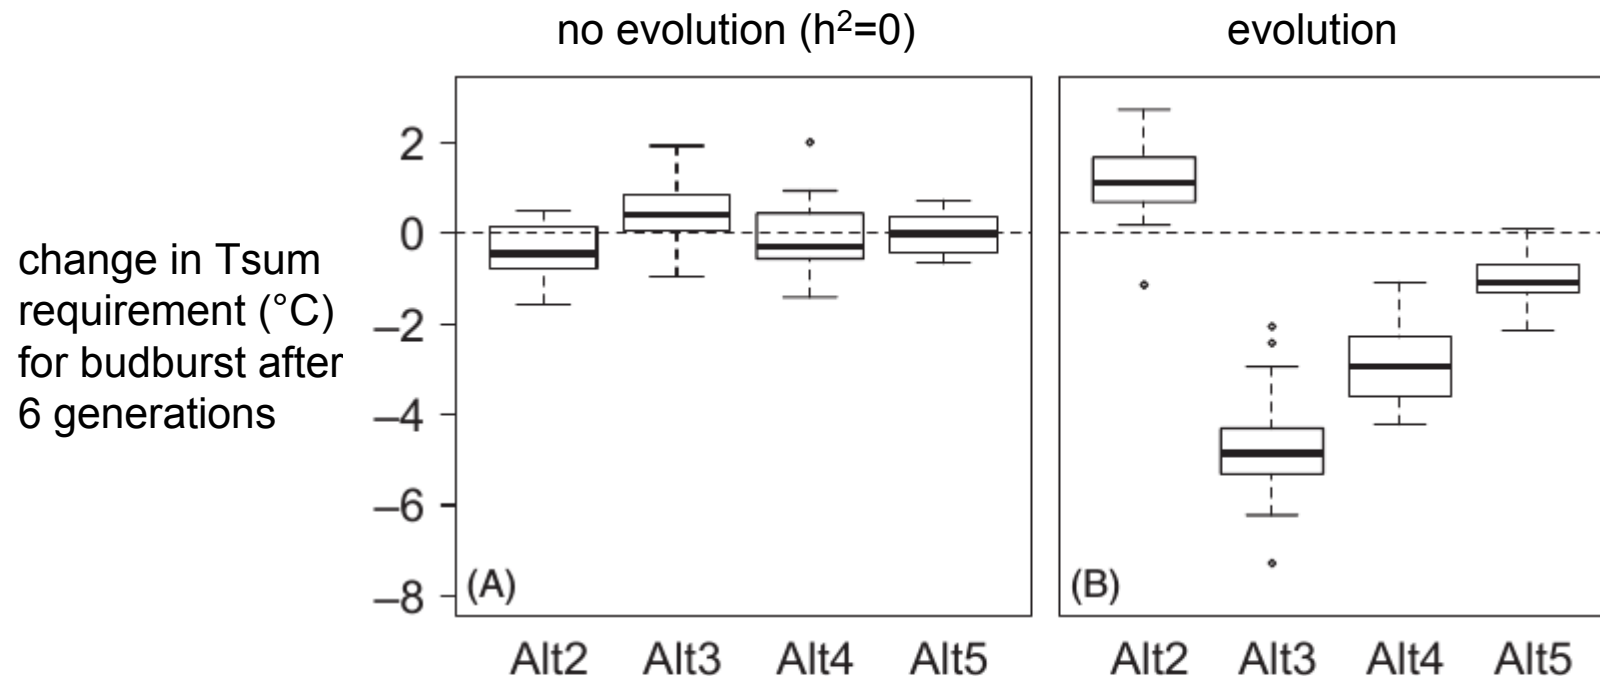 no evolution (h²=0)
evolution
change in Tsum
requirement (°C)
for budburst after
6 generations
2
0
–2
–4
–6
–8
(A)
(B)
Alt2 Alt3 Alt4 Alt5
Alt2 Alt3 Alt4 Alt5